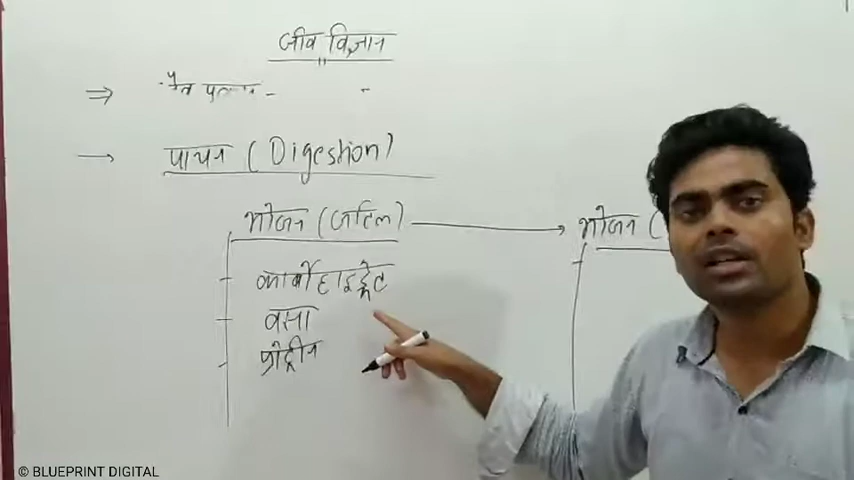 जीव विज्ञान
पाचन (Digestion)
भोजन (जटिल) → भोजन (
कार्बोहाइड्रेट
वसा
प्रोटीन
© BLUEPRINT DIGITAL